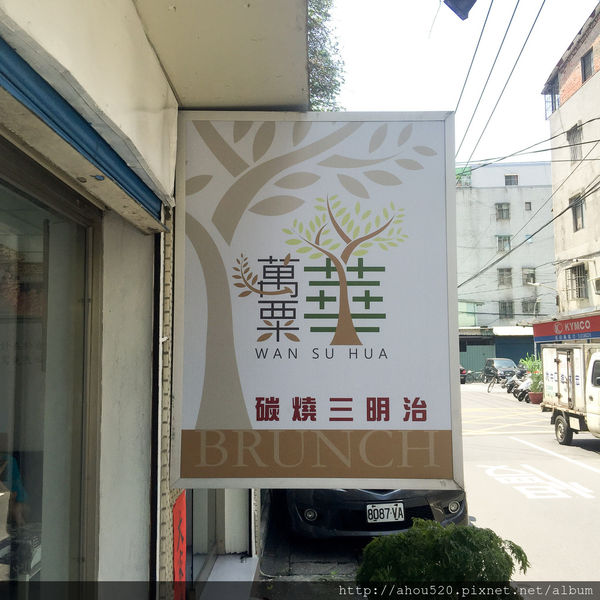 萬粟華
WAN SU HUA
碳燒三明治
BRUNCH
KYMCO
8087-VA
http://ahou520.pixnet.net/album